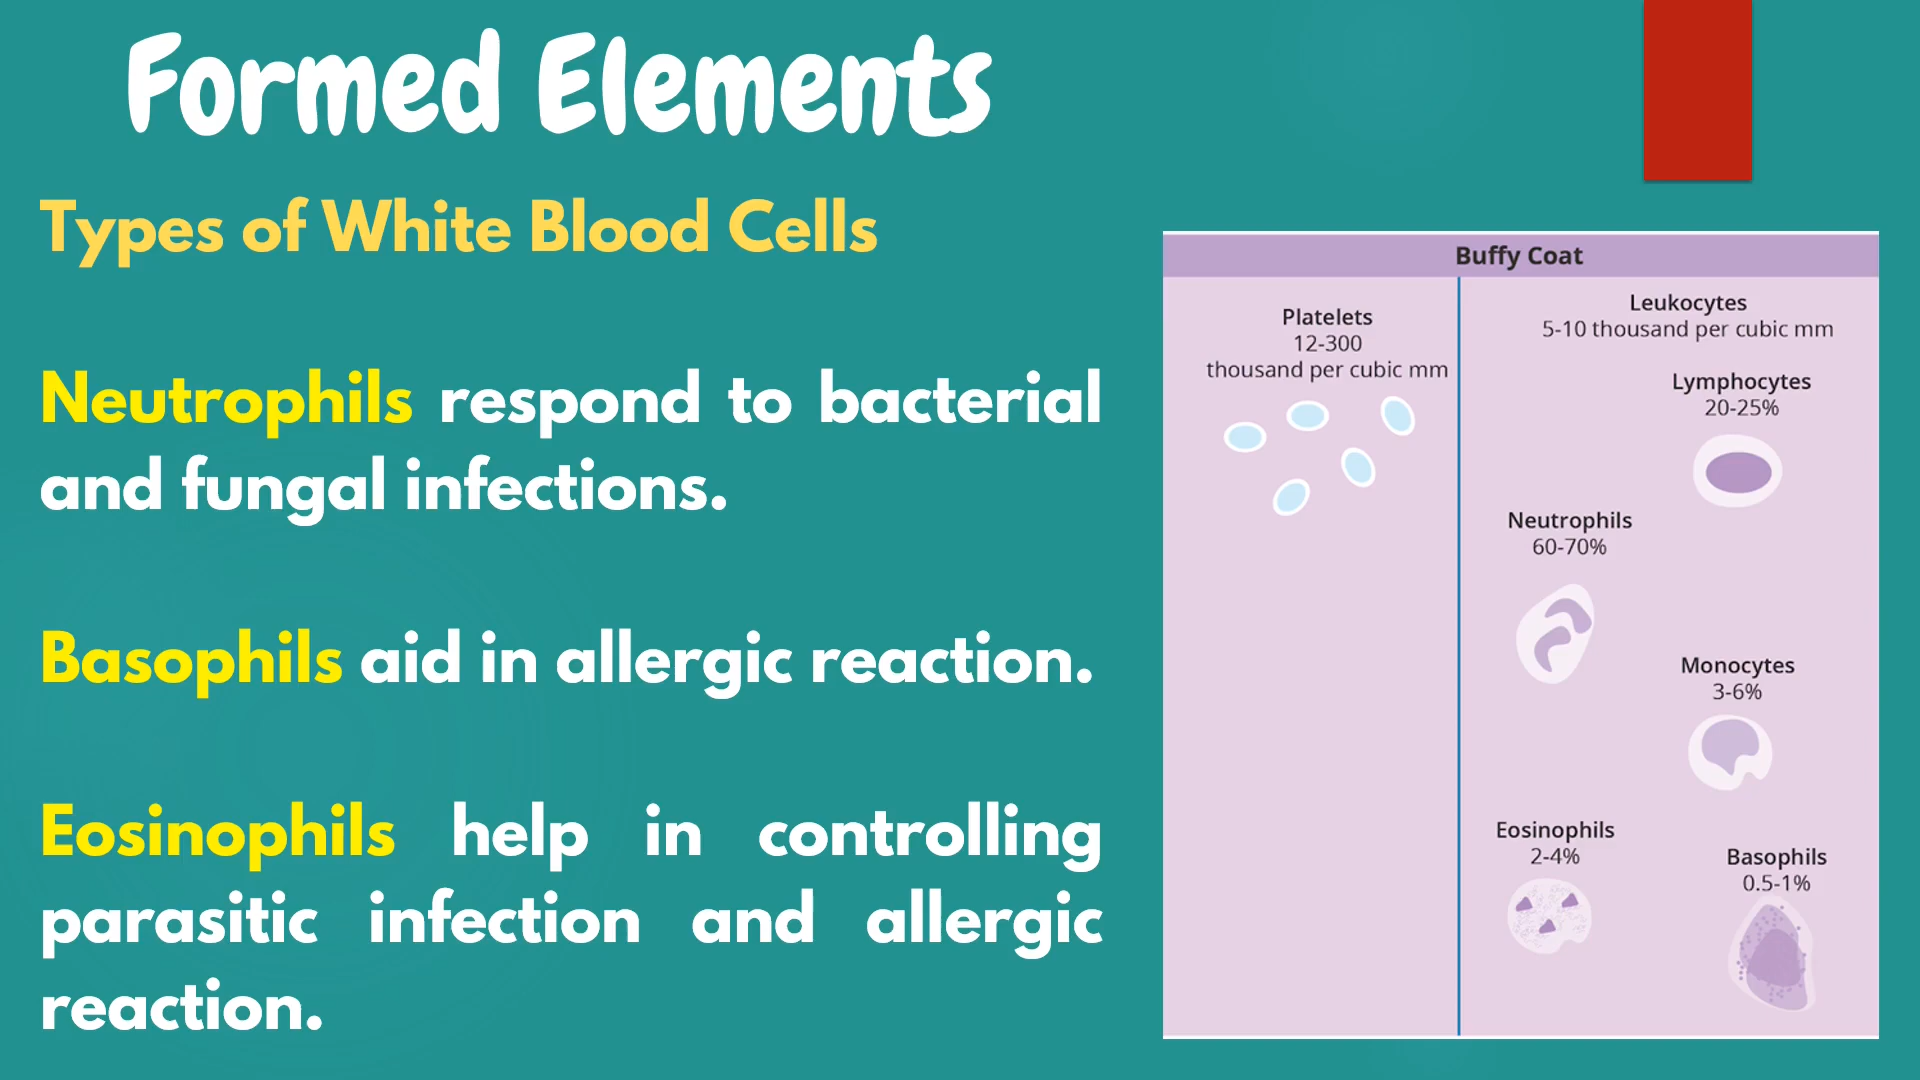 Formed Elements
Types of White Blood Cells
Neutrophils respond to bacterial
and fungal infections.
Basophils aid in allergic reaction.
Eosinophils help in controlling
parasitic infection and allergic
reaction.
Buffy Coat
Platelets
12-300
thousand per cubic mm
Leukocytes
5-10 thousand per cubic mm
Lymphocytes
20-25%
Neutrophils
60-70%
Monocytes
3-6%
Eosinophils
2-4%
Basophils
0.5-1%